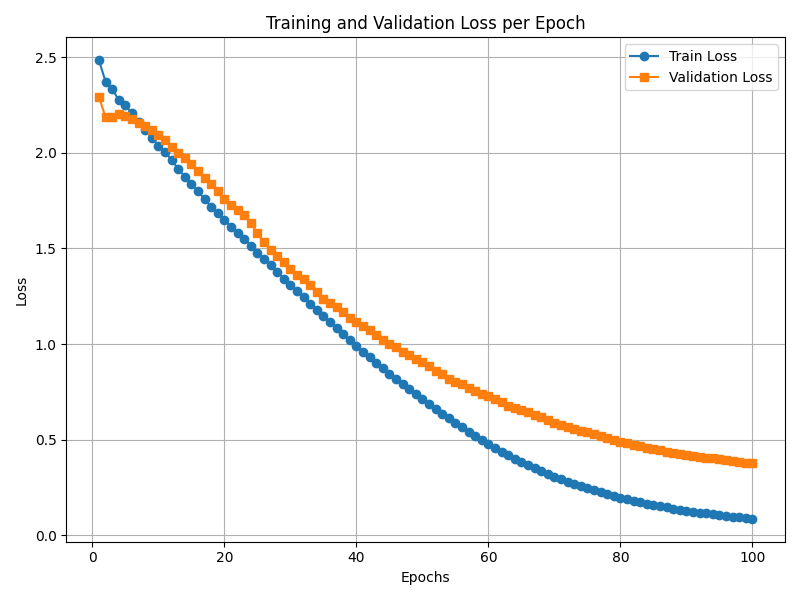 Training and Validation Loss per Epoch
Train Loss
Validation Loss
2.5
2.0
1.5
1.0
0.5
0.0
Loss
0 20 40 60 80 100
Epochs